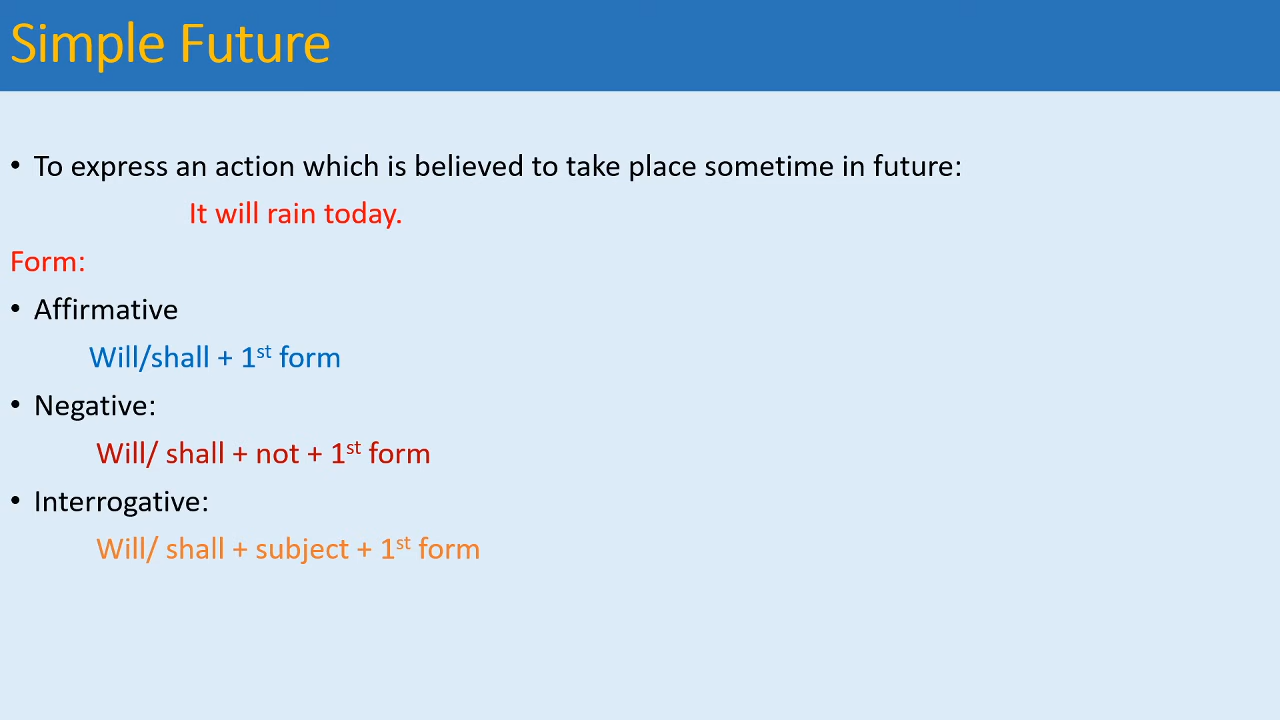 Simple Future
• To express an action which is believed to take place sometime in future:
It will rain today.
Form:
• Affirmative
Will/shall + 1st form
• Negative:
Will/ shall + not + 1st form
• Interrogative:
Will/ shall + subject + 1st form